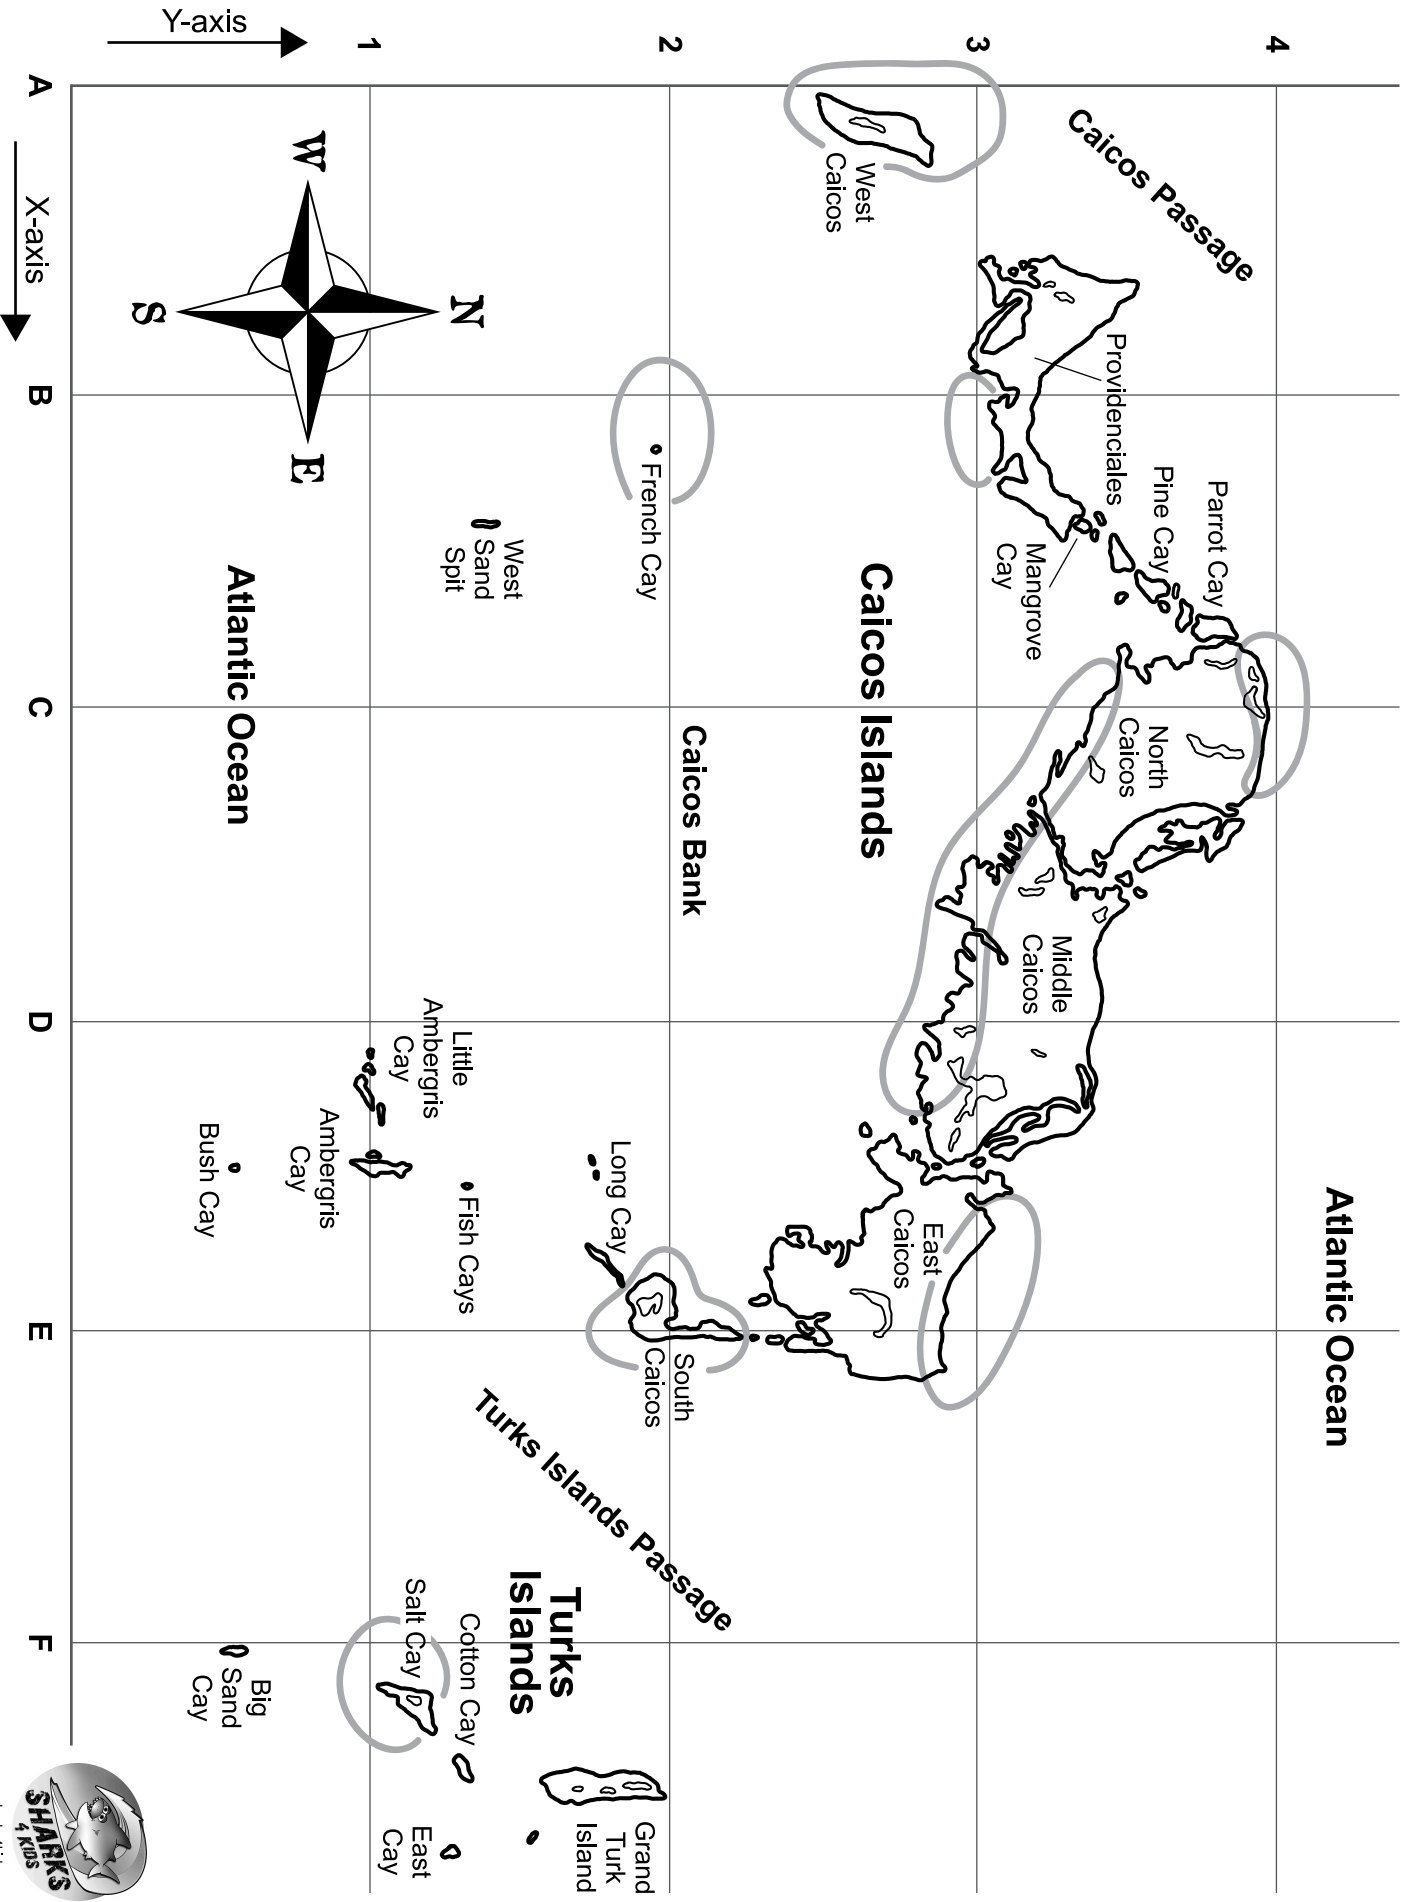 Y-axis
X-axis
1
2
3
4
A
B
C
D
E
F
N
W
E
S
Caicos Passage
Atlantic Ocean
West
Caicos
Providenciales
Parrot Cay
Pine Cay
Mangrove
Cay
North
Caicos
Middle
Caicos
East
Caicos
Caicos Islands
Caicos Bank
French Cay
West
Sand
Spit
Atlantic Ocean
Little
Ambergris
Cay
Ambergris
Cay
Bush Cay
Fish Cays
Long Cay
South
Caicos
Turks Islands Passage
Turks
Islands
Grand
Turk
Island
Cotton Cay
Salt Cay
East
Cay
Big
Sand
Cay
SHARKS
4 KIDS